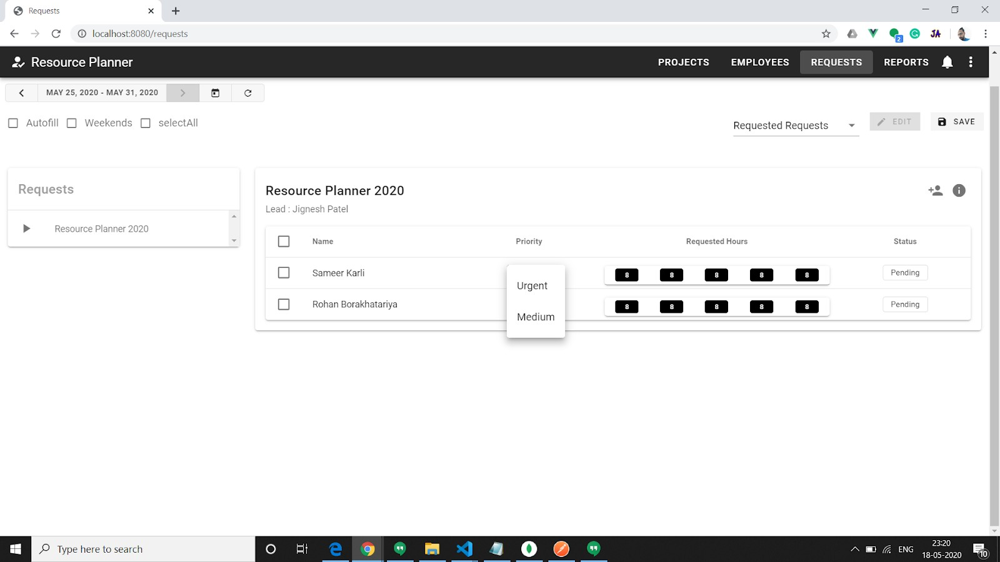 Requests
localhost:8080/requests
2
JA
Resource Planner
PROJECTS EMPLOYEES REQUESTS REPORTS
MAY 25, 2020 - MAY 31, 2020
Autofill Weekends selectAll
Requested Requests
EDIT SAVE
Requests
Resource Planner 2020
Resource Planner 2020
Lead : Jignesh Patel
Name Priority Requested Hours Status
Sameer Karli 8 8 8 8 8 Pending
Urgent
Rohan Borakhatariya 8 8 8 8 8 Pending
Medium
Type here to search
ENG
23:20
18-05-2020
10